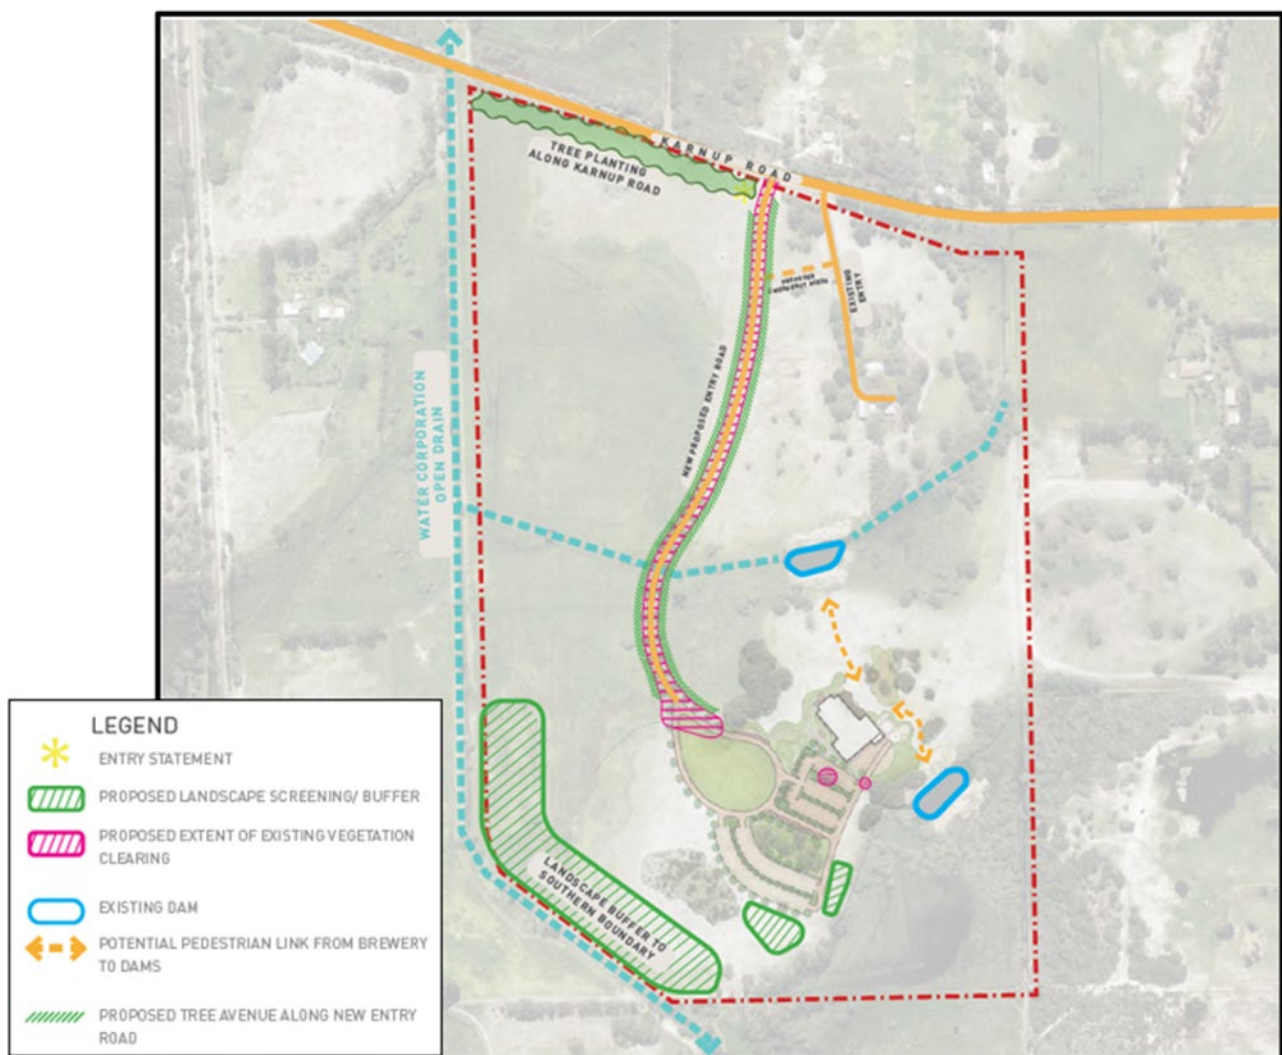 KARNUP ROAD
TREE PLANTING
ALONG KARNUP ROAD
EXISTING
ENTRY
NEW PROPOSED ENTRY ROAD
WATER CORPORATION
OPEN DRAIN
LANDSCAPE BUFFER TO
SOUTHERN BOUNDARY
LEGEND
ENTRY STATEMENT
PROPOSED LANDSCAPE SCREENING/ BUFFER
PROPOSED EXTENT OF EXISTING VEGETATION
CLEARING
EXISTING DAM
POTENTIAL PEDESTRIAN LINK FROM BREWERY
TO DAMS
PROPOSED TREE AVENUE ALONG NEW ENTRY
ROAD